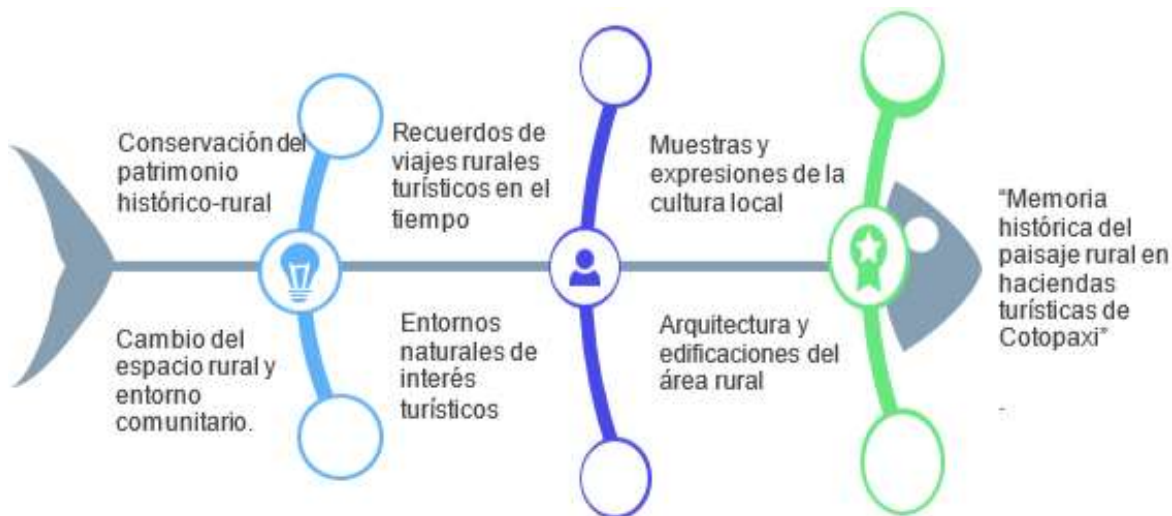 Conservación del
patrimonio
histórico-rural
Recuerdos de
viajes rurales
turísticos en el
tiempo
Muestras y
expresiones de la
cultura local
“Memoria
histórica del
paisaje rural en
haciendas
turísticas de
Cotopaxi”
Cambio del
espacio rural y
entorno
comunitario.
Entornos
naturales de
interés
turísticos
Arquitectura y
edificaciones del
área rural
-